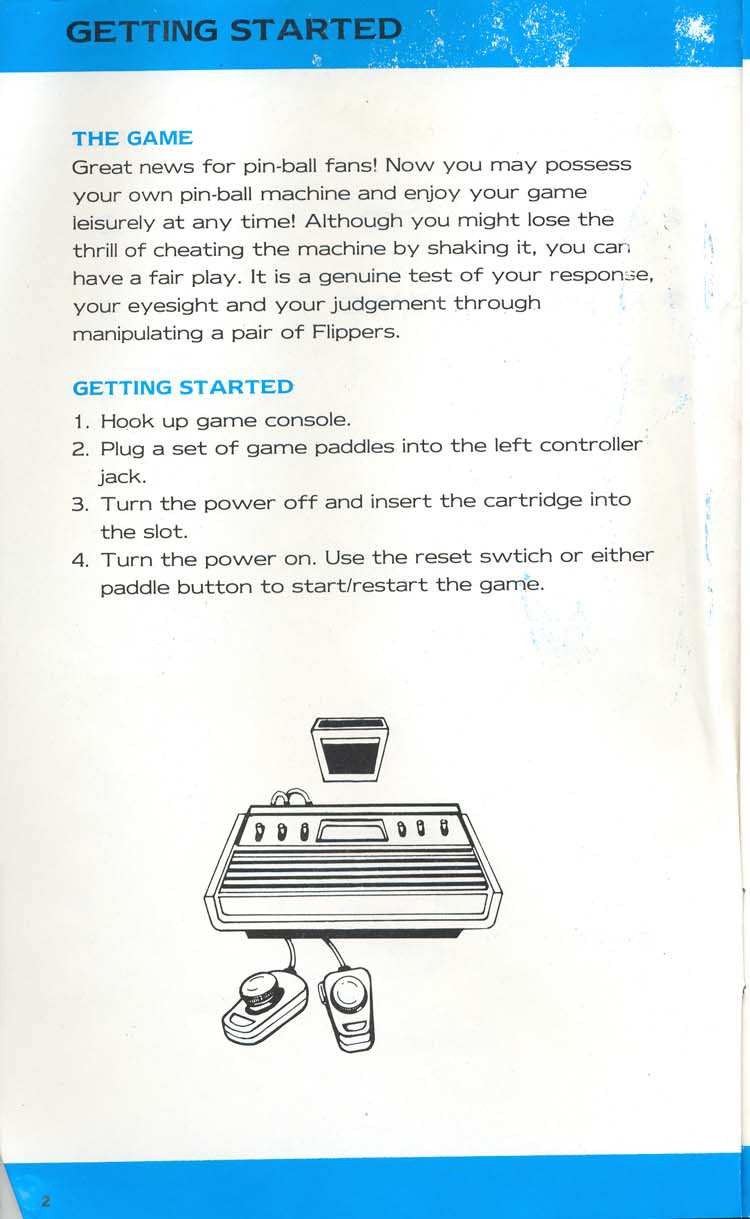 GETTING STARTED
THE GAME
Great news for pin-ball fans! Now you may possess
your own pin-ball machine and enjoy your game
leisurely at any time! Although you might lose the
thrill of cheating the machine by shaking it, you can
have a fair play. It is a genuine test of your response,
your eyesight and your judgement through
manipulating a pair of Flippers.
GETTING STARTED
1. Hook up game console.
2. Plug a set of game paddles into the left controller
jack.
3. Turn the power off and insert the cartridge into
the slot.
4. Turn the power on. Use the reset swtich or either
paddle button to start/restart the game.
2